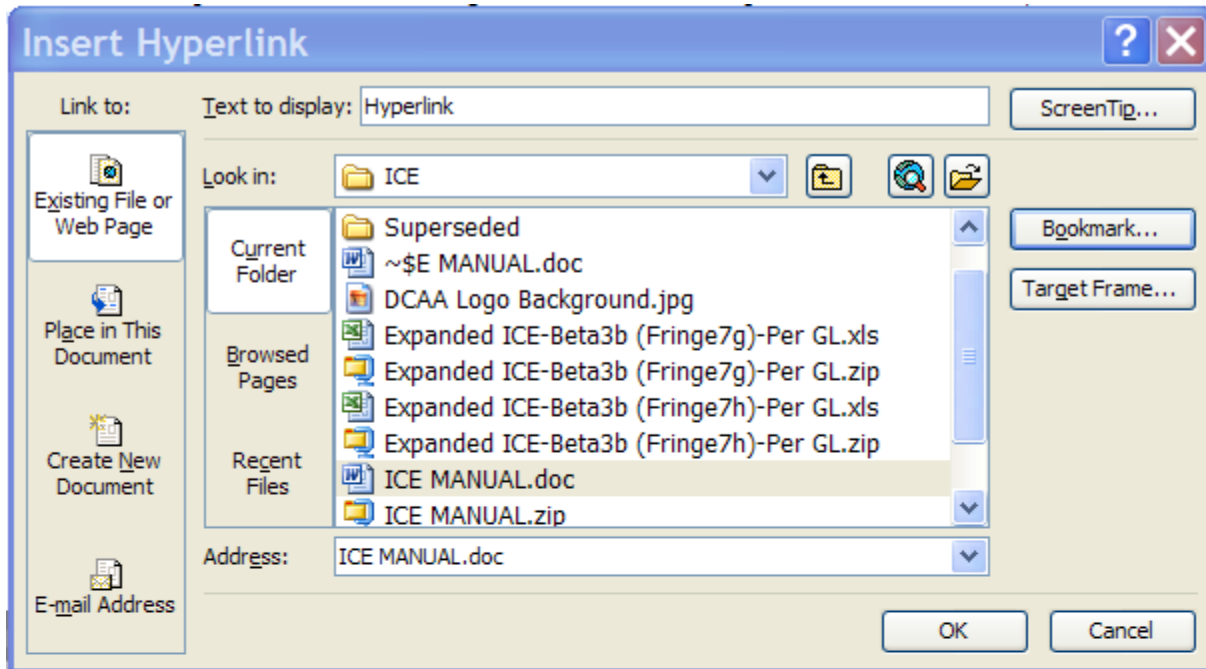 Insert Hyperlink
Link to:
Text to display: Hyperlink
ScreenTip...
Existing File or
Web Page
Place in This
Document
Create New
Document
E-mail Address
Look in: ICE
Current
Folder
Browsed
Pages
Recent
Files
Superseded
~$E MANUAL.doc
DCAA Logo Background.jpg
Expanded ICE-Beta3b (Fringe7g)-Per GL.xls
Expanded ICE-Beta3b (Fringe7g)-Per GL.zip
Expanded ICE-Beta3b (Fringe7h)-Per GL.xls
Expanded ICE-Beta3b (Fringe7h)-Per GL.zip
ICE MANUAL.doc
ICE MANUAL.zip
Bookmark...
Target Frame...
Address: ICE MANUAL.doc
OK
Cancel